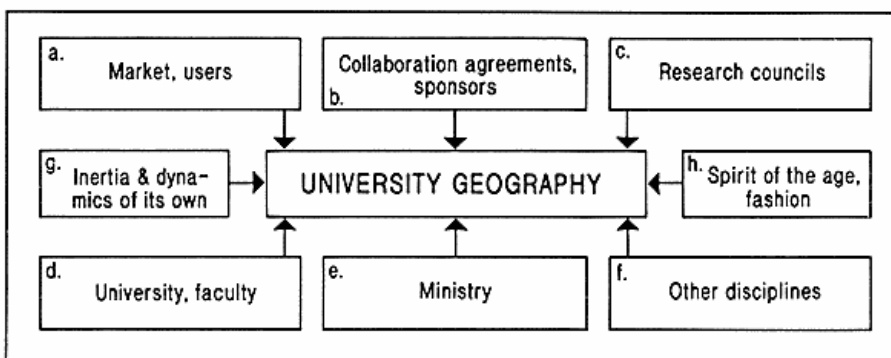 a.
Market, users
Collaboration agreements,
b. sponsors
c.
Research councils
g.
Inertia & dyna-
mics of its own
UNIVERSITY GEOGRAPHY
h.
Spirit of the age,
fashion
d.
University, faculty
e.
Ministry
f.
Other disciplines